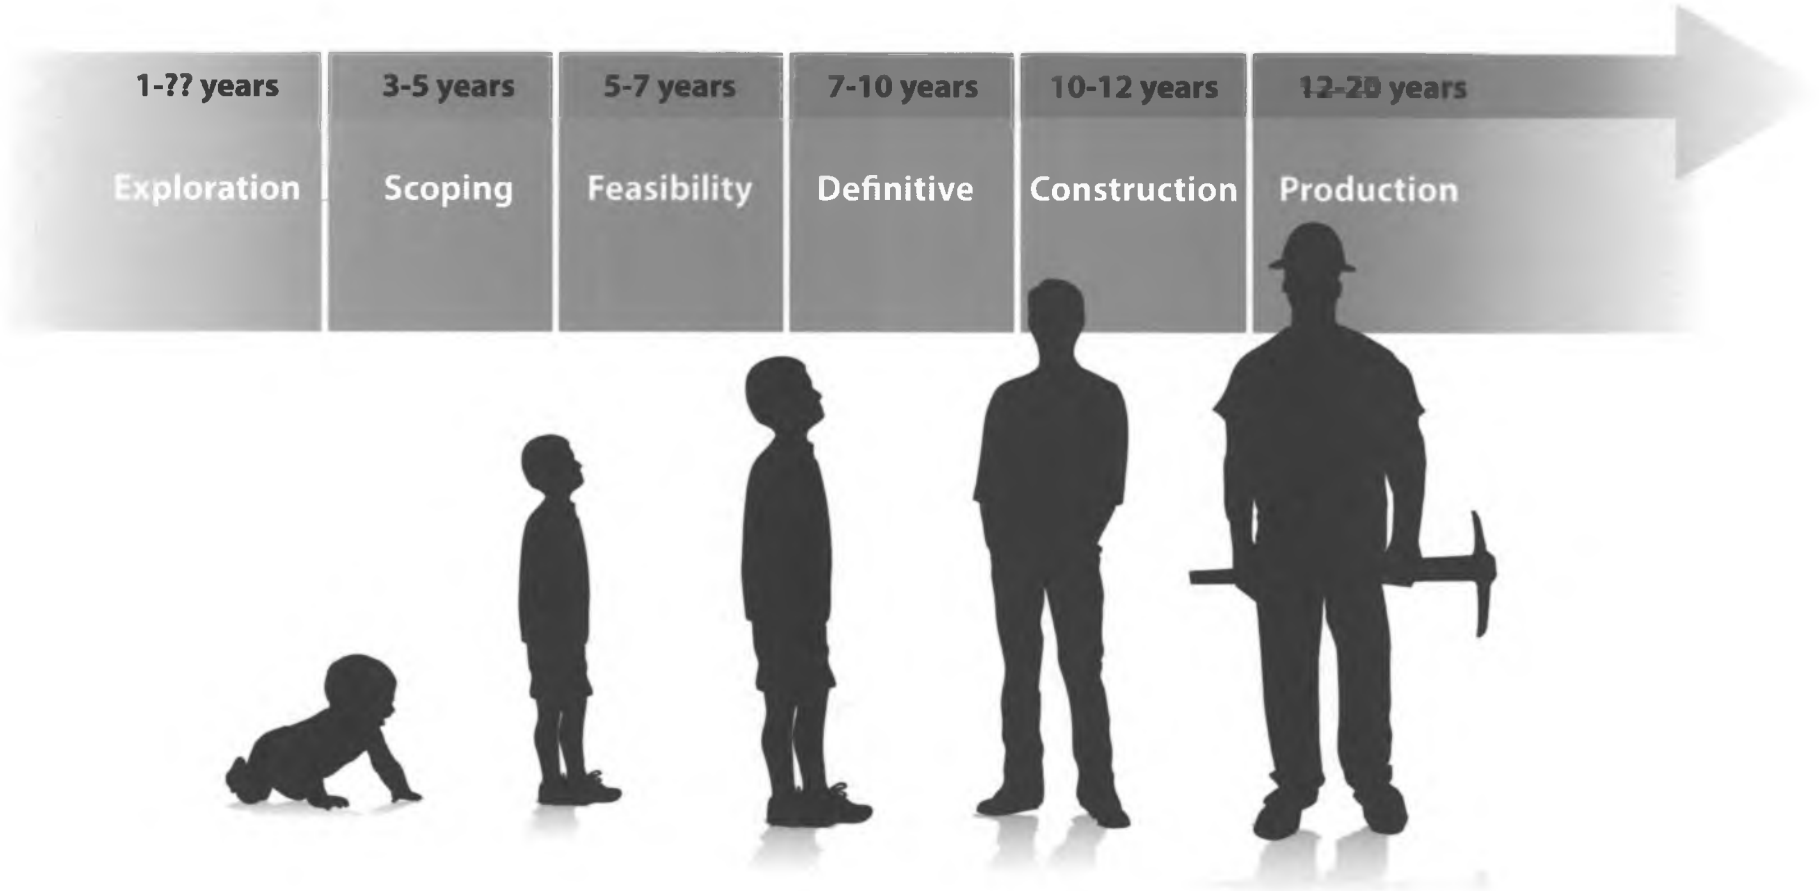 1-?? years
3-5 years
5-7 years
7-10 years
10-12 years
12-20 years
Exploration
Scoping
Feasibility
Definitive
Construction
Production